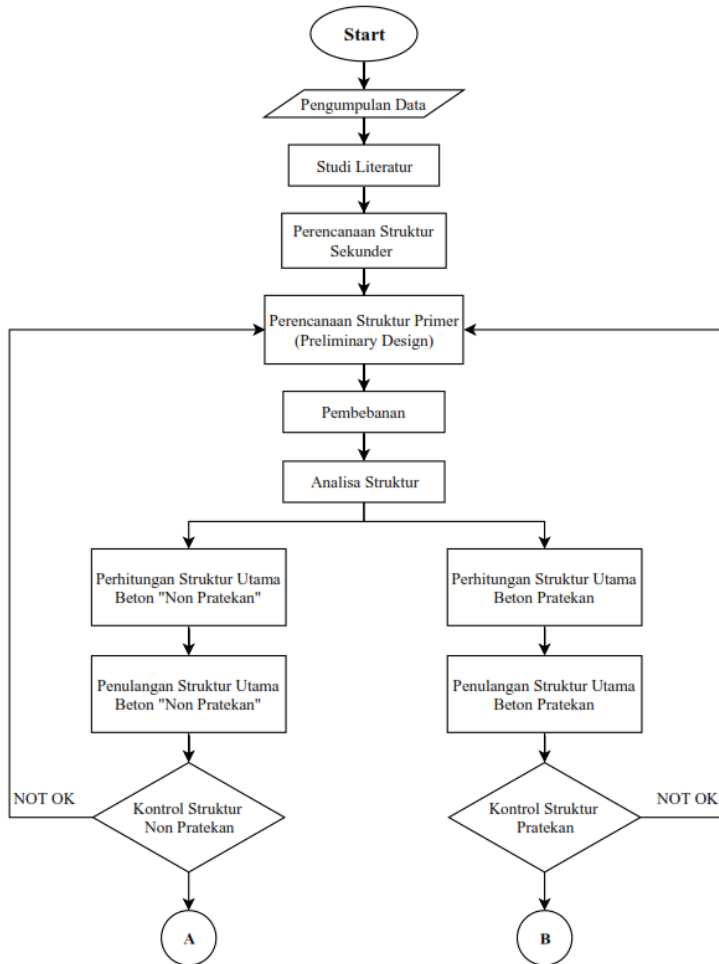 Start
Pengumpulan Data
Studi Literatur
Perencanaan Struktur
Sekunder
Perencanaan Struktur Primer
(Preliminary Design)
Pembebanan
Analisa Struktur
Perhitungan Struktur Utama
Beton "Non Pratekan"
Perhitungan Struktur Utama
Beton Pratekan
Penulangan Struktur Utama
Beton "Non Pratekan"
Penulangan Struktur Utama
Beton Pratekan
NOT OK
Kontrol Struktur
Non Pratekan
Kontrol Struktur
Pratekan
NOT OK
A
B